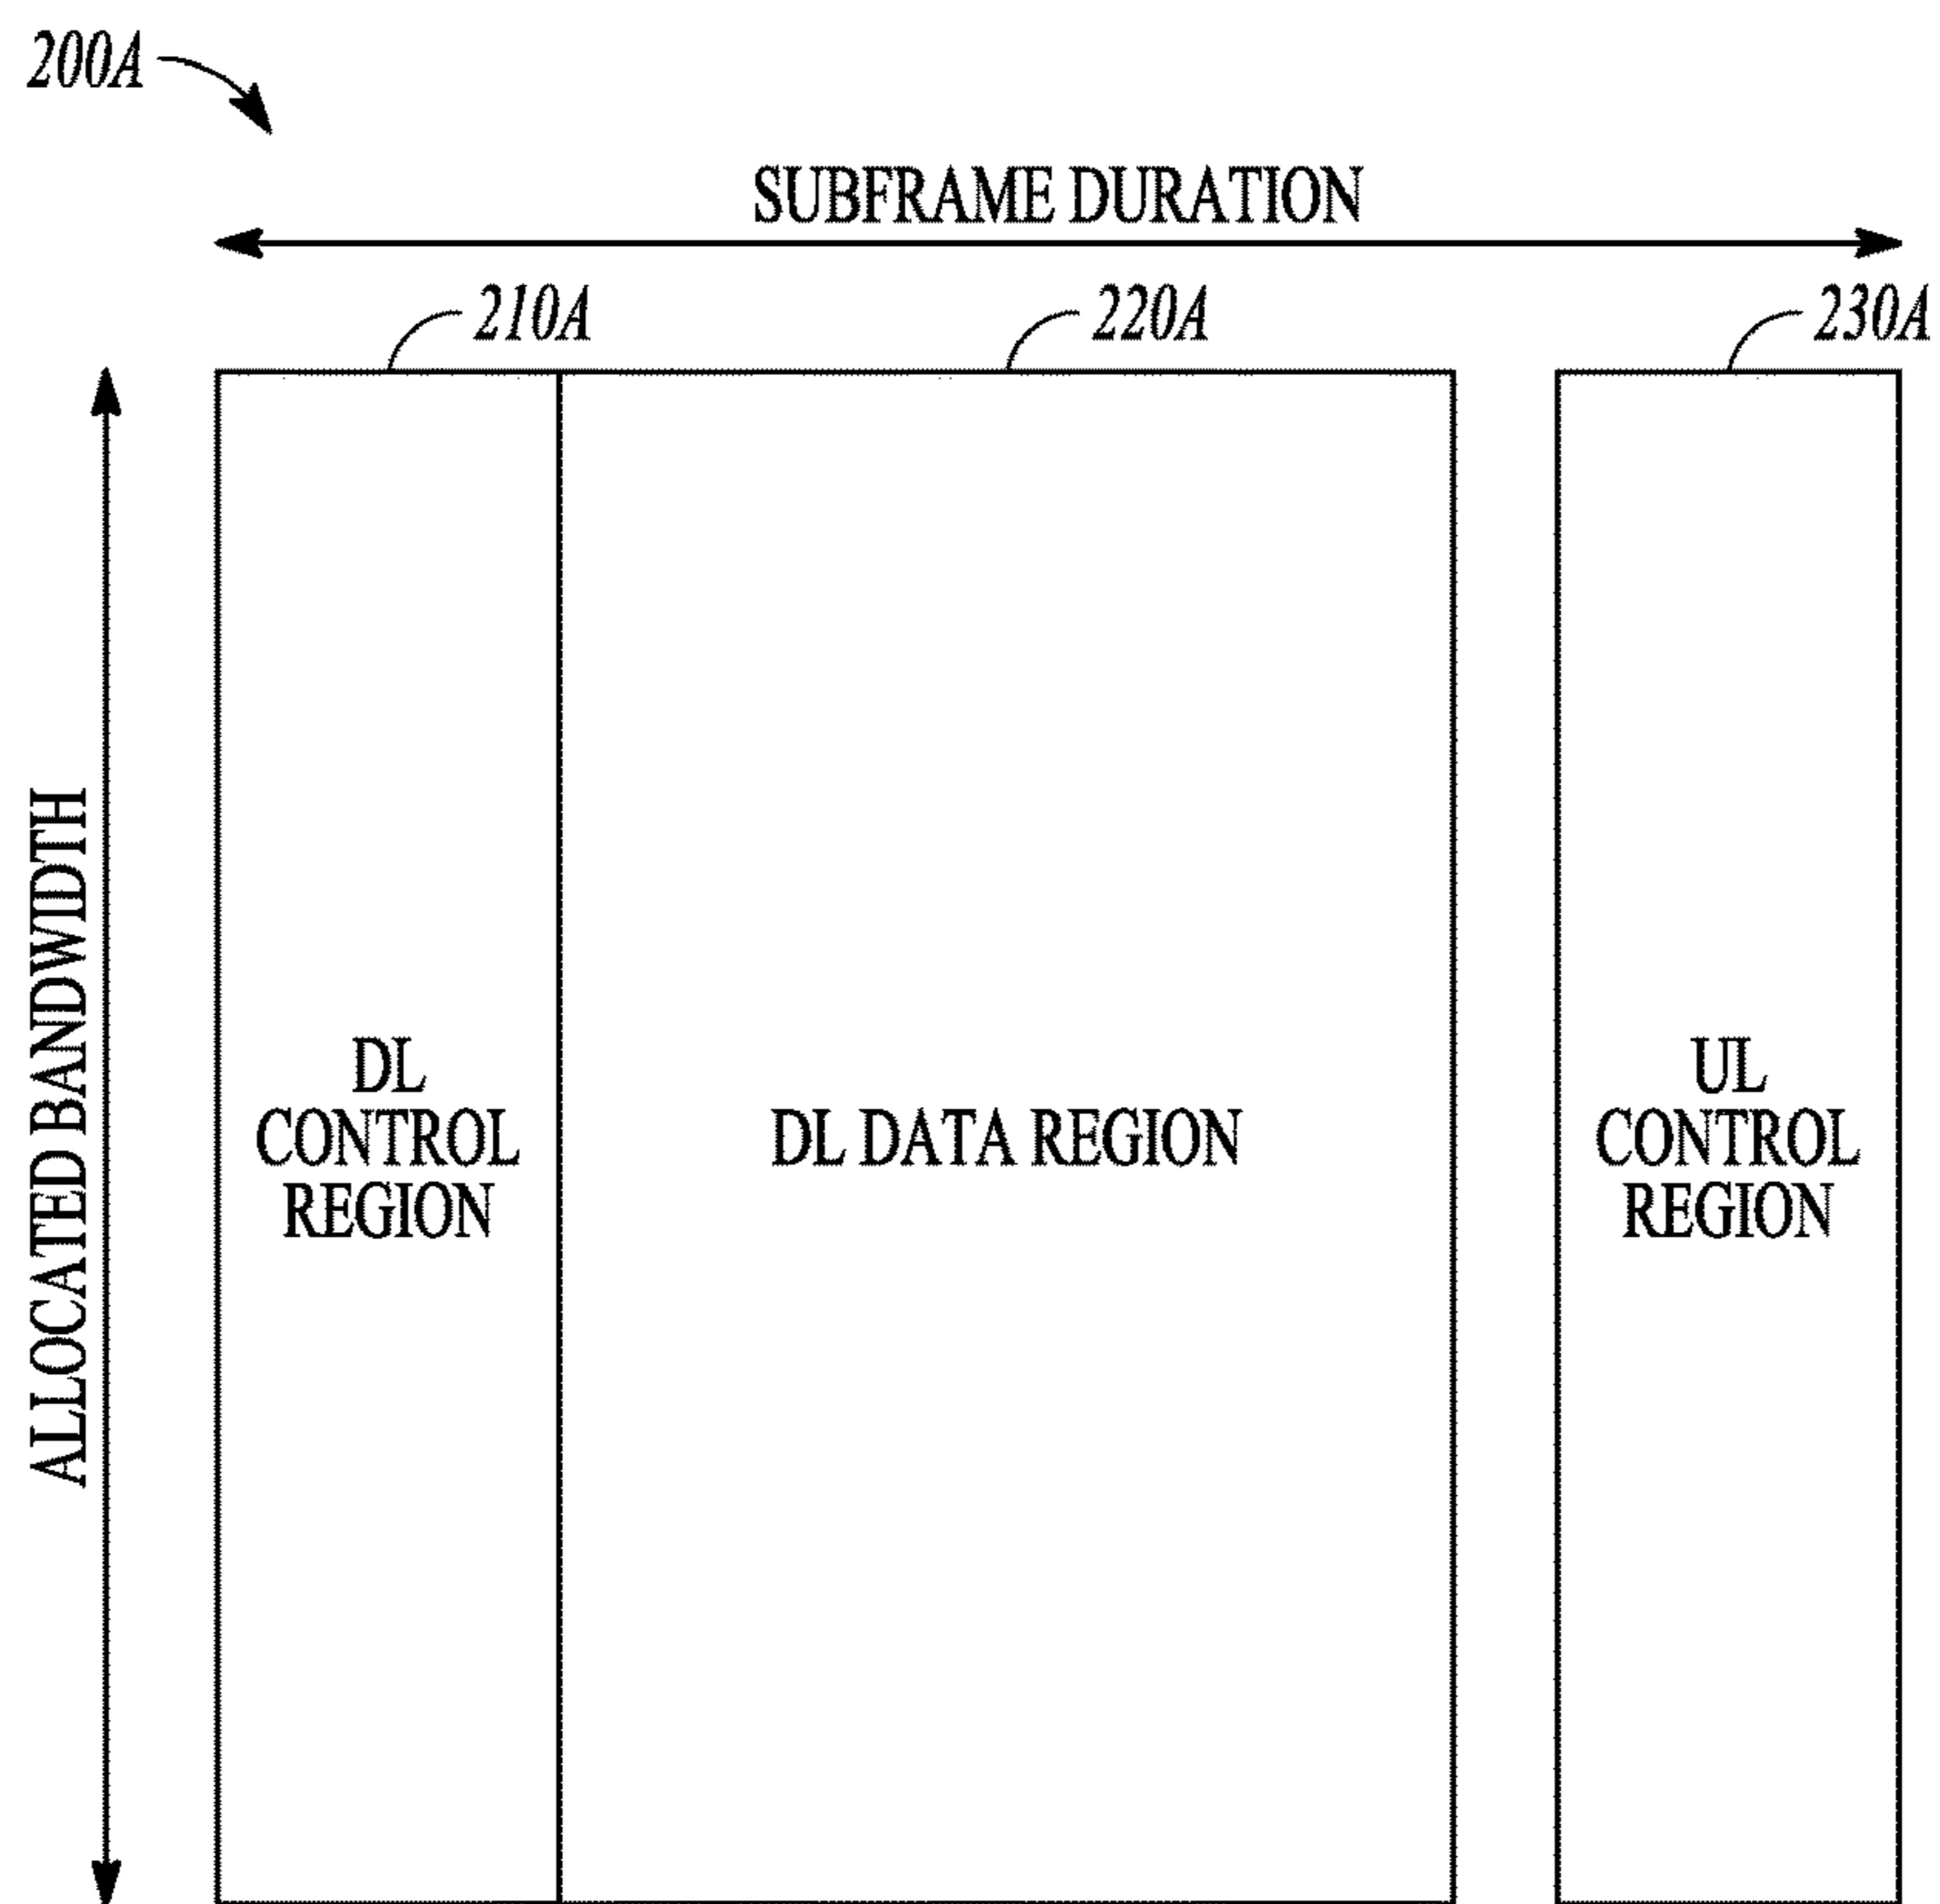 200A
SUBFRAME DURATION
210A
220A
230A
ALLOCATED BANDWIDTH
DL
CONTROL
REGION
DL DATA REGION
UL
CONTROL
REGION